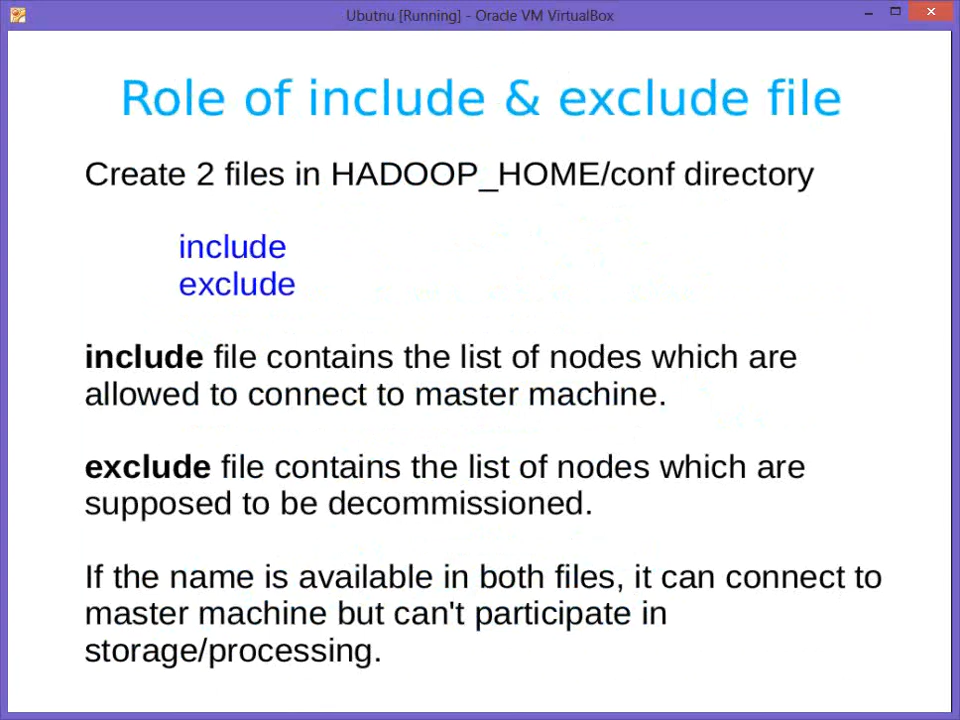 Ubutnu [Running] - Oracle VM VirtualBox
Role of include & exclude file
Create 2 files in HADOOP_HOME/conf directory
include
exclude
include file contains the list of nodes which are
allowed to connect to master machine.
exclude file contains the list of nodes which are
supposed to be decommissioned.
If the name is available in both files, it can connect to
master machine but can't participate in
storage/processing.